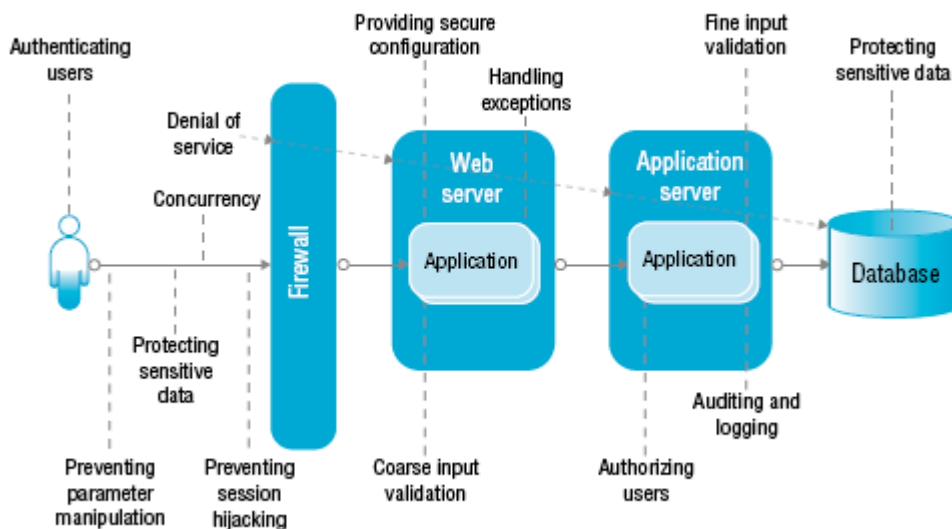 Authenticating
users
Providing secure
configuration
Fine input
validation
Protecting
sensitive data
Handling
exceptions
Denial of
service
Web
server
Application
server
Concurrency
Firewall
Application
Application
Database
Protecting
sensitive
data
Auditing and
logging
Preventing
parameter
manipulation
Preventing
session
hijacking
Coarse input
validation
Authorizing
users